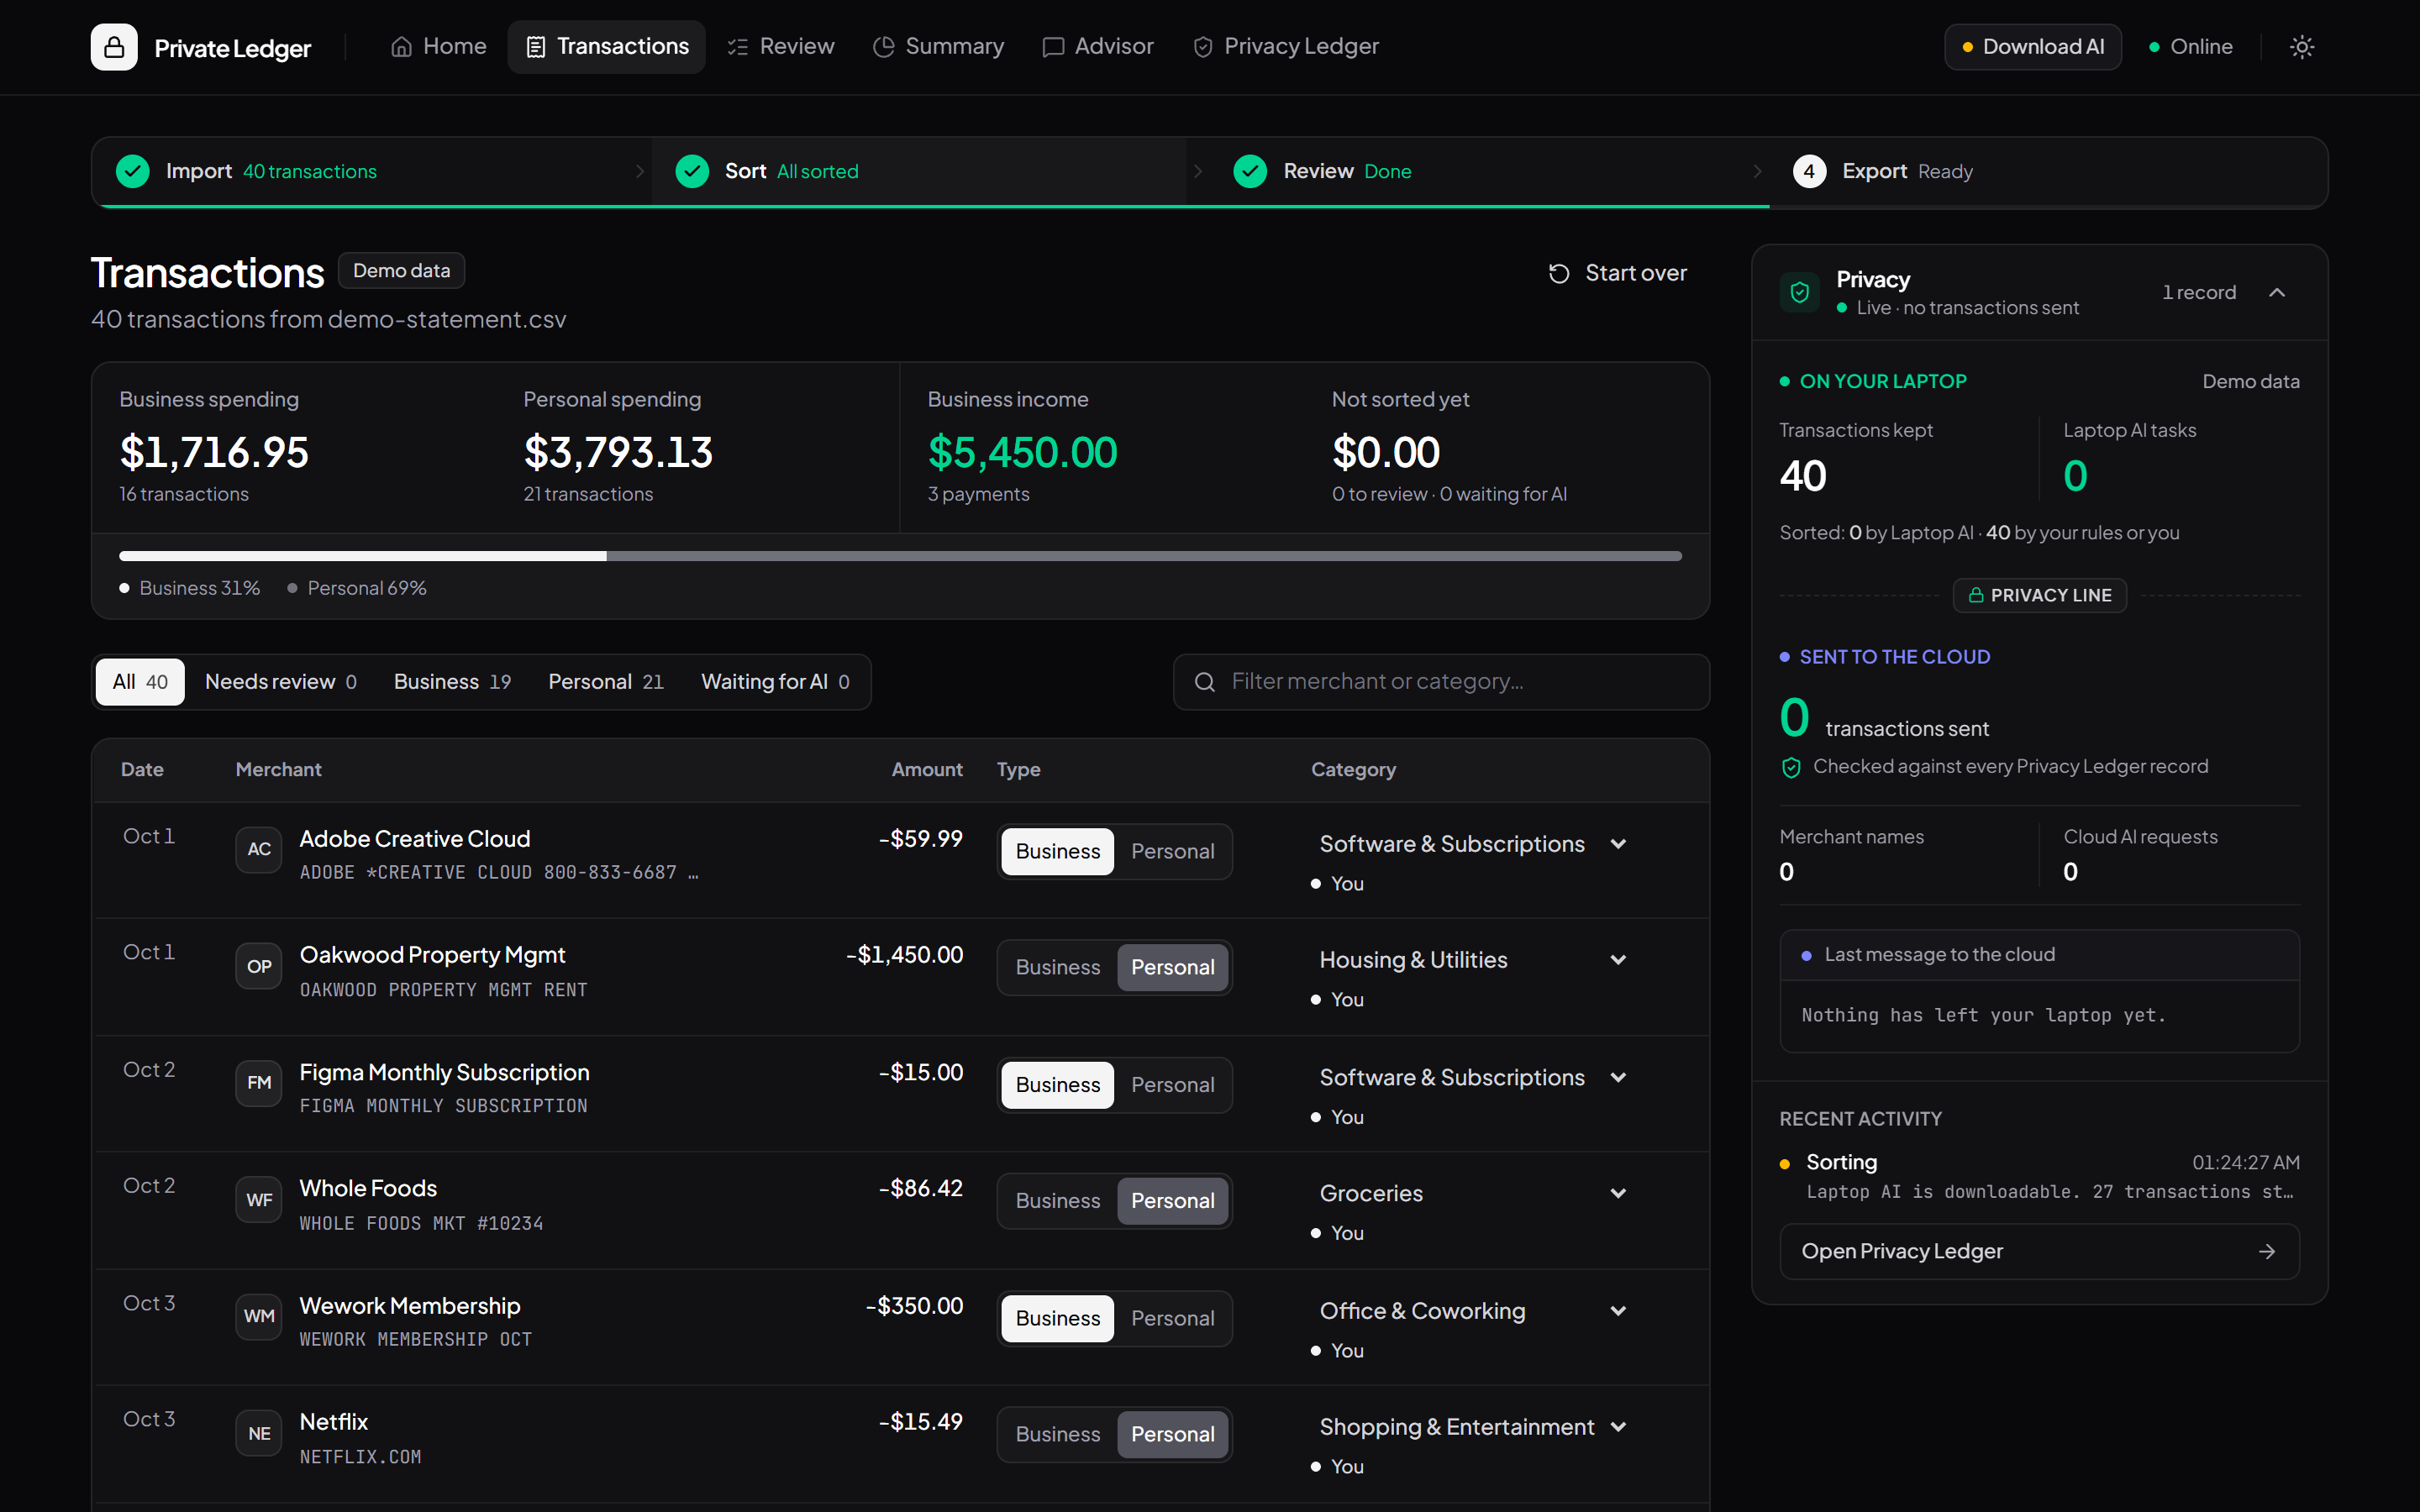 Private Ledger
Home
Transactions
Review
Summary
Advisor
Privacy Ledger
Download AI
Online
Import 40 transactions
Sort All sorted
Review Done
4 Export Ready
Transactions Demo data
40 transactions from demo-statement.csv
Start over
Business spending
$1,716.95
16 transactions
Personal spending
$3,793.13
21 transactions
Business income
$5,450.00
3 payments
Not sorted yet
$0.00
0 to review · 0 waiting for AI
Business 31% Personal 69%
All 40 Needs review 0 Business 19 Personal 21 Waiting for AI 0
Filter merchant or category...
Date Merchant Amount Type Category
Oct 1 AC Adobe Creative Cloud -$59.99 Business Personal Software & Subscriptions
ADOBE *CREATIVE CLOUD 800-833-6687 …
You
Oct 1 OP Oakwood Property Mgmt -$1,450.00 Business Personal Housing & Utilities
OAKWOOD PROPERTY MGMT RENT
You
Oct 2 FM Figma Monthly Subscription -$15.00 Business Personal Software & Subscriptions
FIGMA MONTHLY SUBSCRIPTION
You
Oct 2 WF Whole Foods -$86.42 Business Personal Groceries
WHOLE FOODS MKT #10234
You
Oct 3 WM Wework Membership -$350.00 Business Personal Office & Coworking
WEWORK MEMBERSHIP OCT
You
Oct 3 NE Netflix -$15.49 Business Personal Shopping & Entertainment
NETFLIX.COM
You
Privacy
Live · no transactions sent
1 record
ON YOUR LAPTOP Demo data
Transactions kept
40
Laptop AI tasks
0
Sorted: 0 by Laptop AI · 40 by your rules or you
PRIVACY LINE
SENT TO THE CLOUD
0 transactions sent
Checked against every Privacy Ledger record
Merchant names
0
Cloud AI requests
0
Last message to the cloud
Nothing has left your laptop yet.
RECENT ACTIVITY
Sorting 01:24:27 AM
Laptop AI is downloadable. 27 transactions st…
Open Privacy Ledger